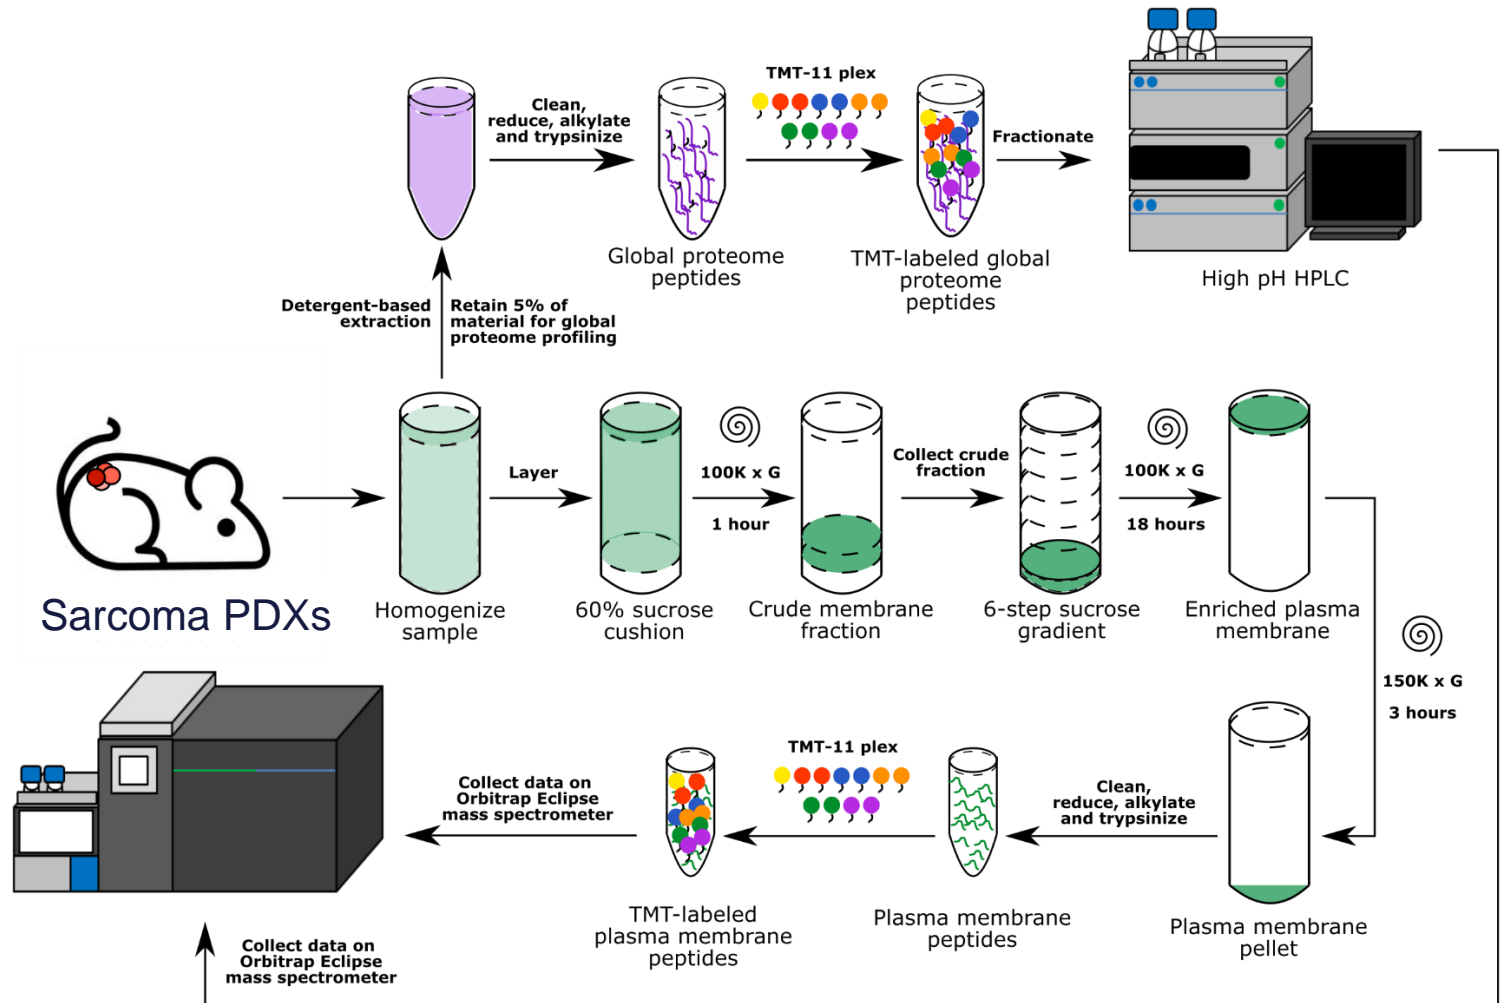 TMT-11 plex
Clean,
reduce, alkylate
and trypsinize
Fractionate
Global proteome
peptides
TMT-labeled global
proteome
peptides
High pH HPLC
Detergent-based
extraction
Retain 5% of
material for global
proteome profiling
Layer
100K x G
1 hour
Collect crude
fraction
100K x G
18 hours
Sarcoma PDXs
Homogenize
sample
60% sucrose
cushion
Crude membrane
fraction
6-step sucrose
gradient
Enriched plasma
membrane
150K x G
3 hours
Collect data on
Orbitrap Eclipse
mass spectrometer
TMT-11 plex
Clean,
reduce, alkylate
and trypsinize
TMT-labeled
plasma membrane
peptides
Plasma membrane
peptides
Plasma membrane
pellet
Collect data on
Orbitrap Eclipse
mass spectrometer